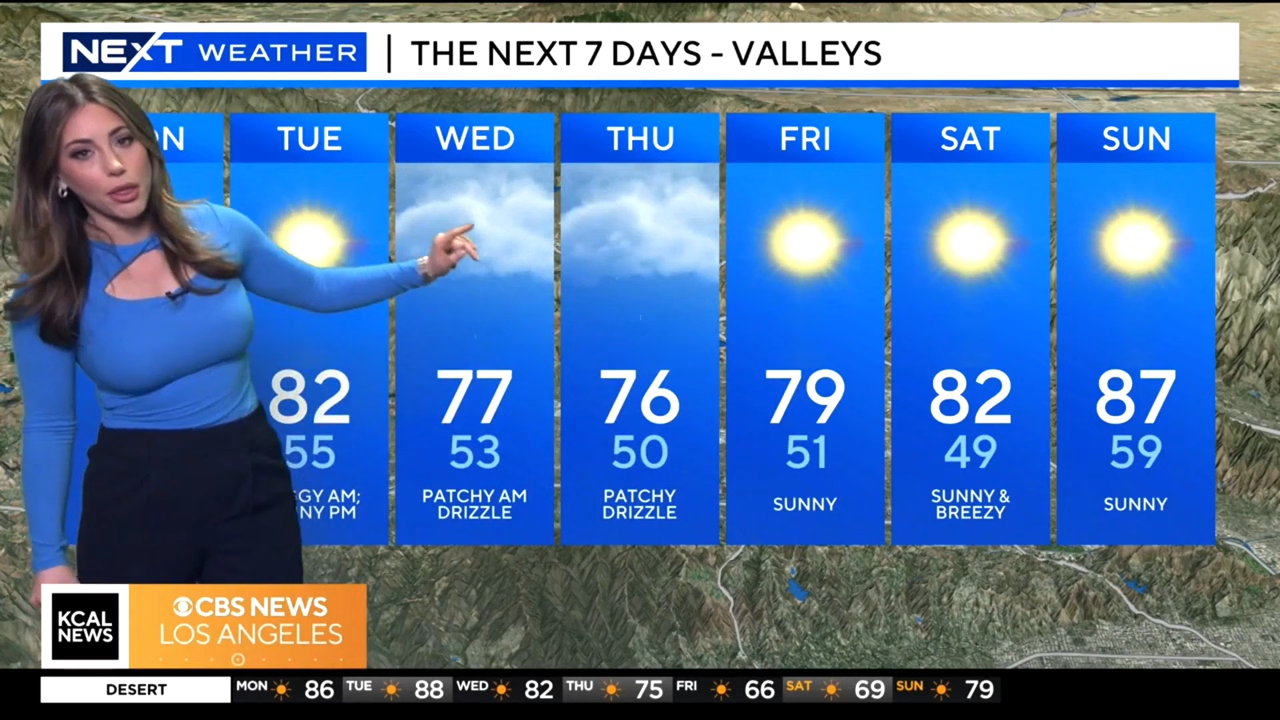 NEXT WEATHER | THE NEXT 7 DAYS - VALLEYS
TUE WED THU FRI SAT SUN
82 77 76 79 82 87
55 53 50 51 49 59
PATCHY AM
DRIZZLE
PATCHY
DRIZZLE
SUNNY
SUNNY &
BREEZY
SUNNY
PM
AM;
KCAL
NEWS
CBS NEWS
LOS ANGELES
DESERT MON 86 TUE 88 WED 82 THU 75 FRI 66 SAT 69 SUN 79